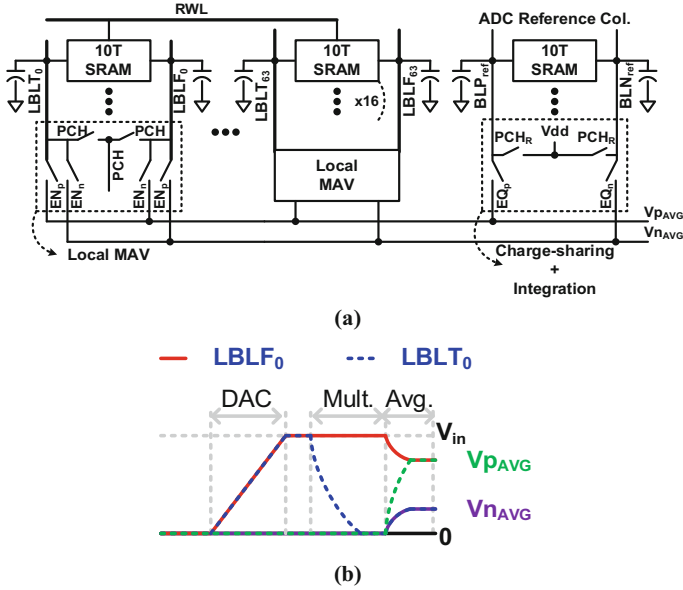 RWL
ADC Reference Col.
10T SRAM
10T SRAM
10T SRAM
LBLT0
LBLF0
LBLT63
LBLF63
BLPref
BLNref
x16
PCH
PCH
PCH
ENp
ENn
ENn
ENp
Local MAV
PCHR
Vdd
PCHR
EQp
EQn
VpAVG
VnAVG
Local MAV
Charge-sharing
+
Integration
(a)
LBLF0
LBLT0
DAC
Mult.
Avg.
Vin
VpAVG
VnAVG
0
(b)